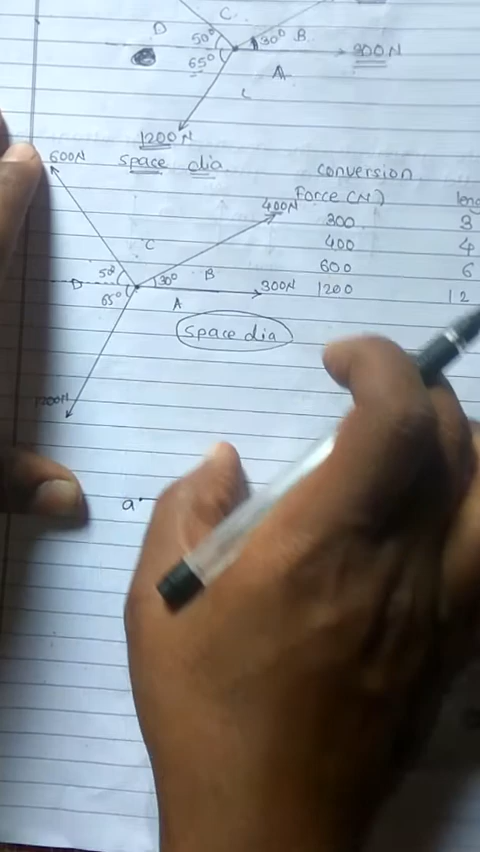 C
D 50° 30° B
300N
65°
A
1200N
space dia
conversion
600N
Force (N) leng
400N
300 3
C
400 4
50° B 600 6
D 30° 300N 1200 12
65° A
space dia
1200N
a